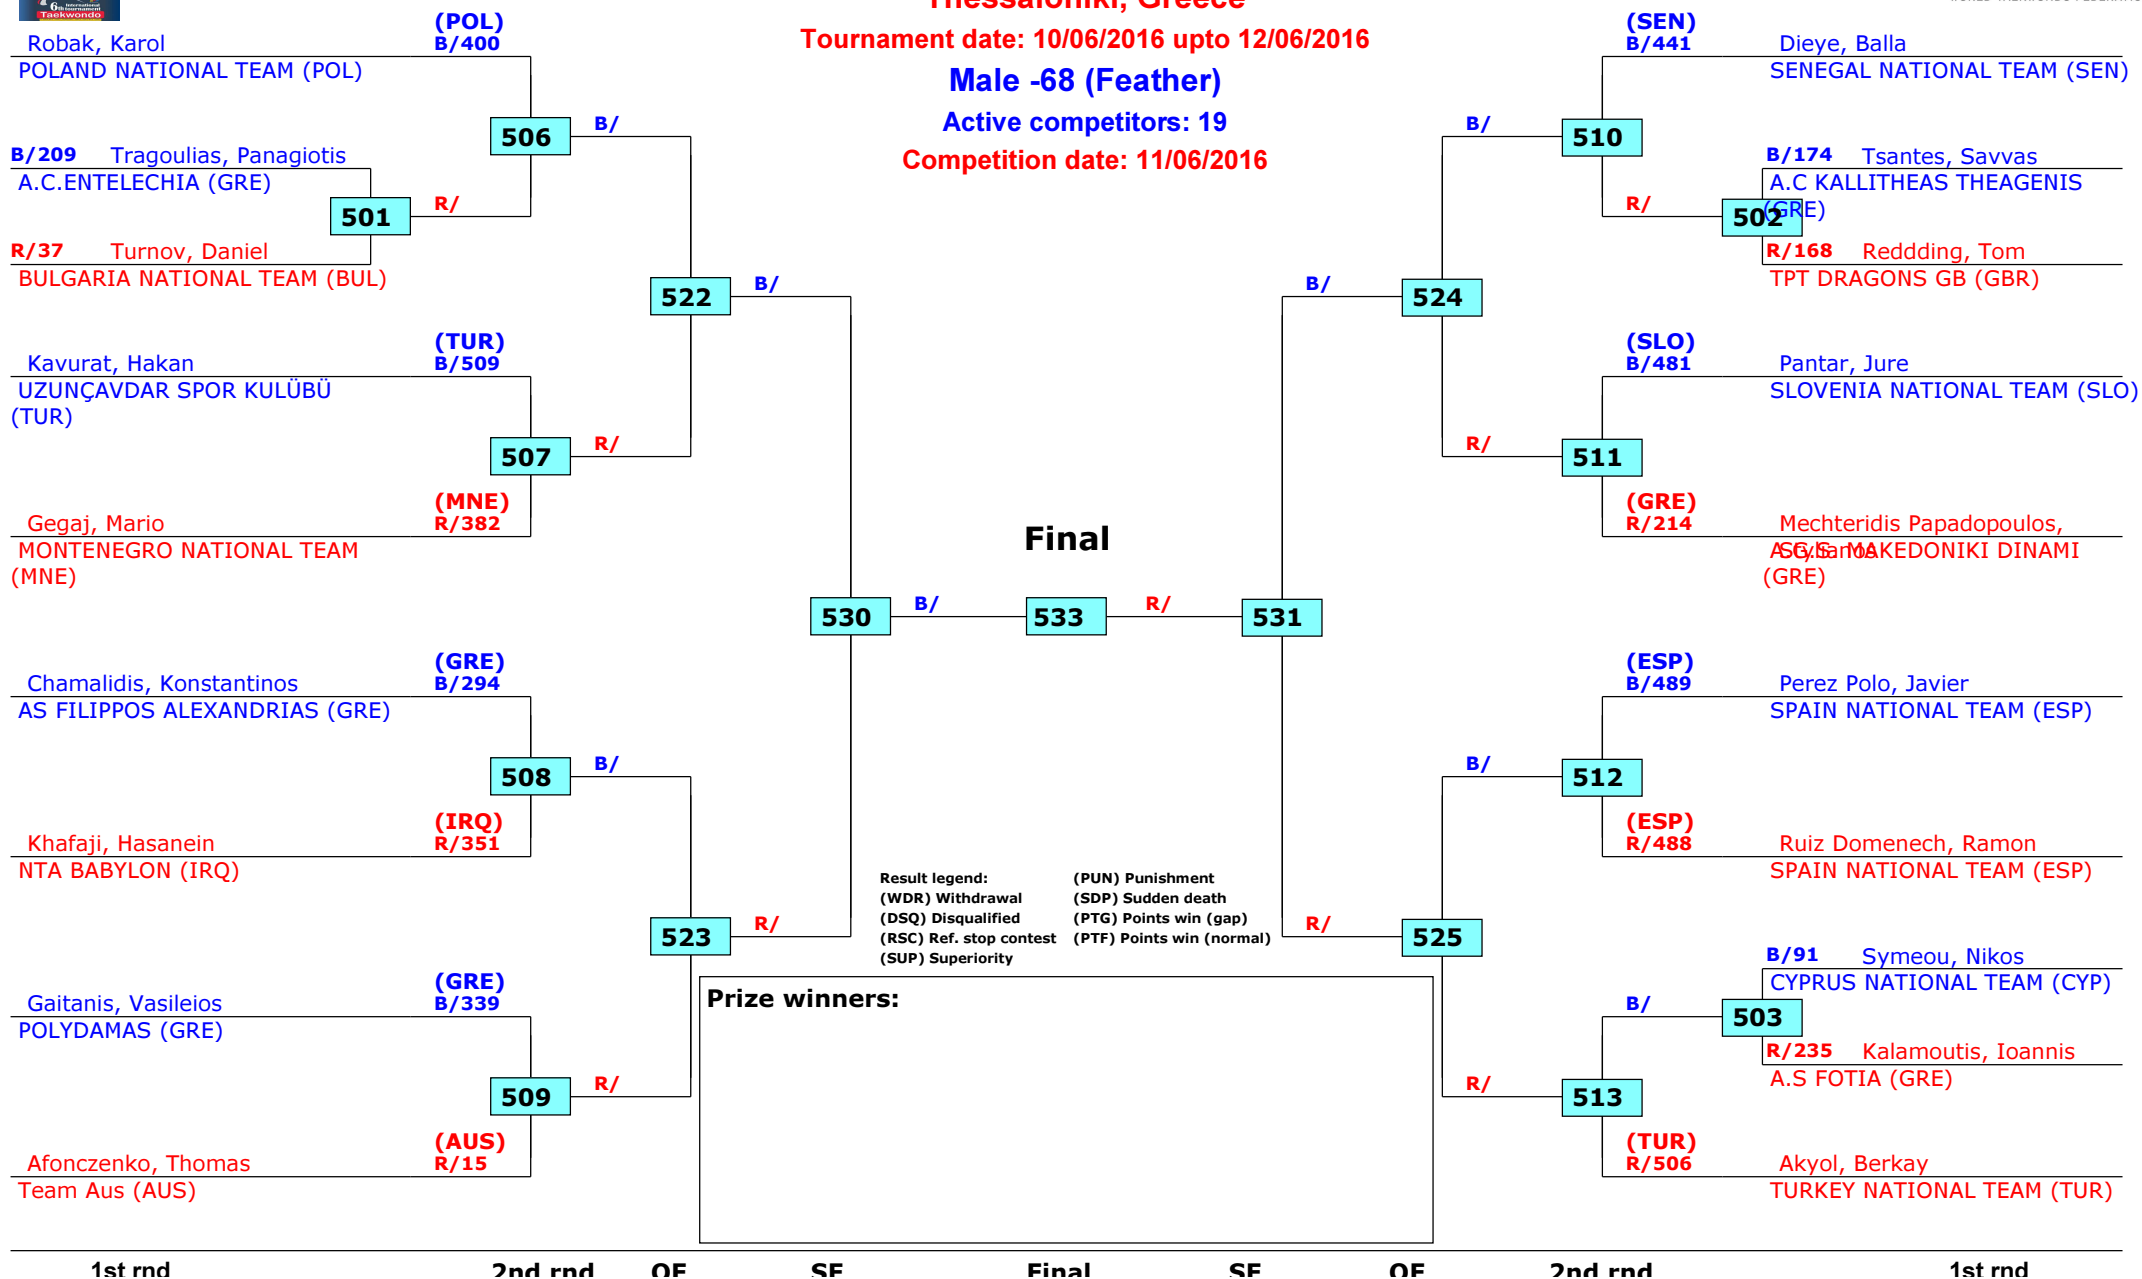 6th International
tournament
Taekwondo
Thessaloniki, Greece
Tournament date: 10/06/2016 upto 12/06/2016
Male -68 (Feather)
Active competitors: 19
Competition date: 11/06/2016
(POL)
Robak, Karol B/400
POLAND NATIONAL TEAM (POL)
506
B/
B/209 Tragoulias, Panagiotis
A.C.ENTELECHIA (GRE)
501
R/
R/37 Turnov, Daniel
BULGARIA NATIONAL TEAM (BUL)
522
B/
(TUR)
Kavurat, Hakan B/509
UZUNÇAVDAR SPOR KULÜBÜ
(TUR)
507
R/
(MNE)
Gegaj, Mario R/382
MONTENEGRO NATIONAL TEAM
(MNE)
530
B/
(GRE)
Chamalidis, Konstantinos B/294
AS FILIPPOS ALEXANDRIAS (GRE)
508
B/
(IRQ)
Khafaji, Hasanein R/351
NTA BABYLON (IRQ)
523
R/
(GRE)
Gaitanis, Vasileios B/339
POLYDAMAS (GRE)
509
R/
(AUS)
Afonczenko, Thomas R/15
Team Aus (AUS)
Final
533
R/
531
(SEN)
B/441 Dieye, Balla
SENEGAL NATIONAL TEAM (SEN)
B/
510
B/174 Tsantes, Savvas
A.C KALLITHEAS THEAGENIS
(GRE)
R/
502
R/168 Reddding, Tom
TPT DRAGONS GB (GBR)
B/
524
(SLO)
B/481 Pantar, Jure
SLOVENIA NATIONAL TEAM (SLO)
R/
511
(GRE)
R/214 Mechteridis Papadopoulos,
Stylianos
A.G.S. MAKEDONIKI DINAMI
(GRE)
(ESP)
B/489 Perez Polo, Javier
SPAIN NATIONAL TEAM (ESP)
B/
512
(ESP)
R/488 Ruiz Domenech, Ramon
SPAIN NATIONAL TEAM (ESP)
R/
525
B/91 Symeou, Nikos
CYPRUS NATIONAL TEAM (CYP)
B/
503
R/235 Kalamoutis, Ioannis
A.S FOTIA (GRE)
R/
513
(TUR)
R/506 Akyol, Berkay
TURKEY NATIONAL TEAM (TUR)
Result legend: (PUN) Punishment
(WDR) Withdrawal (SDP) Sudden death
(DSQ) Disqualified (PTG) Points win (gap)
(RSC) Ref. stop contest (PTF) Points win (normal)
(SUP) Superiority
Prize winners:
1st rnd 2nd rnd QF SF Final SF QF 2nd rnd 1st rnd